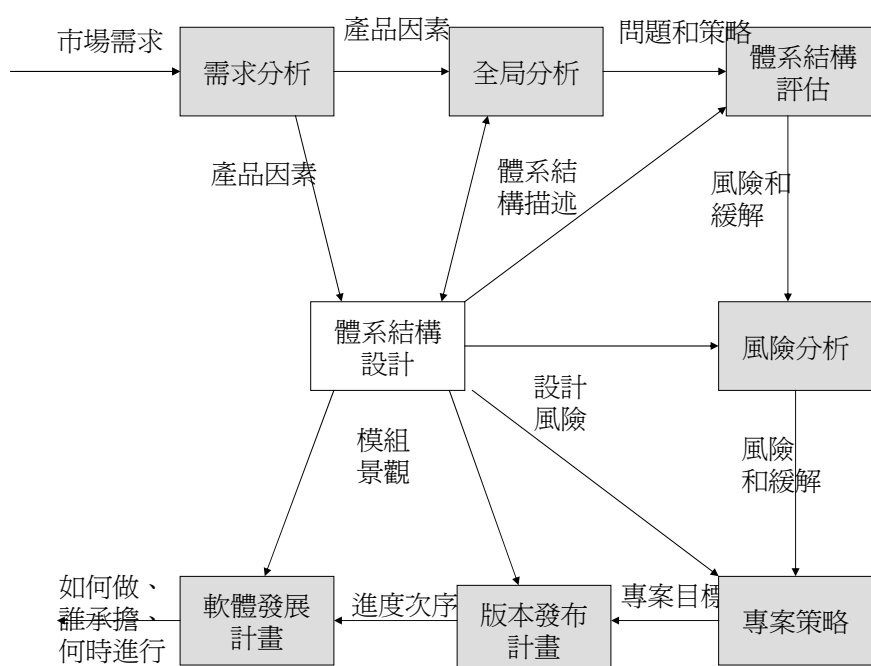 市場需求
產品因素
問題和策略
需求分析
全局分析
體系結構
評估
產品因素
體系結
構描述
風險和
緩解
體系結構
設計
風險分析
設計
風險
模組
景觀
風險
和緩解
如何做、
誰承擔、
何時進行
軟體發展
計畫
進度次序
版本發布
計畫
專案目標
專案策略